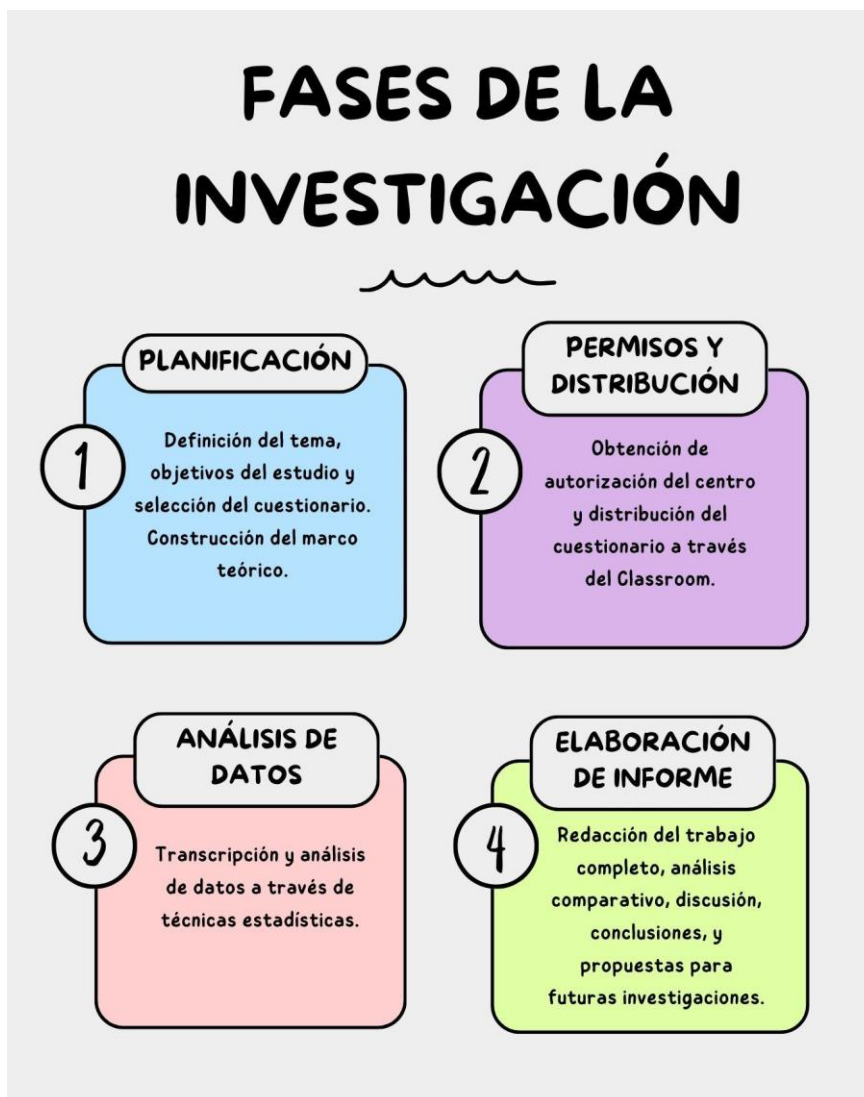 FASES DE LA
INVESTIGACIÓN
PLANIFICACIÓN
1
Definición del tema,
objetivos del estudio y
selección del cuestionario.
Construcción del marco
teórico.
PERMISOS Y
DISTRIBUCIÓN
2
Obtención de
autorización del centro
y distribución del
cuestionario a través
del Classroom.
ANÁLISIS DE
DATOS
3
Transcripción y análisis
de datos a través de
técnicas estadísticas.
ELABORACIÓN
DE INFORME
4
Redacción del trabajo
completo, análisis
comparativo, discusión,
conclusiones, y
propuestas para
futuras investigaciones.